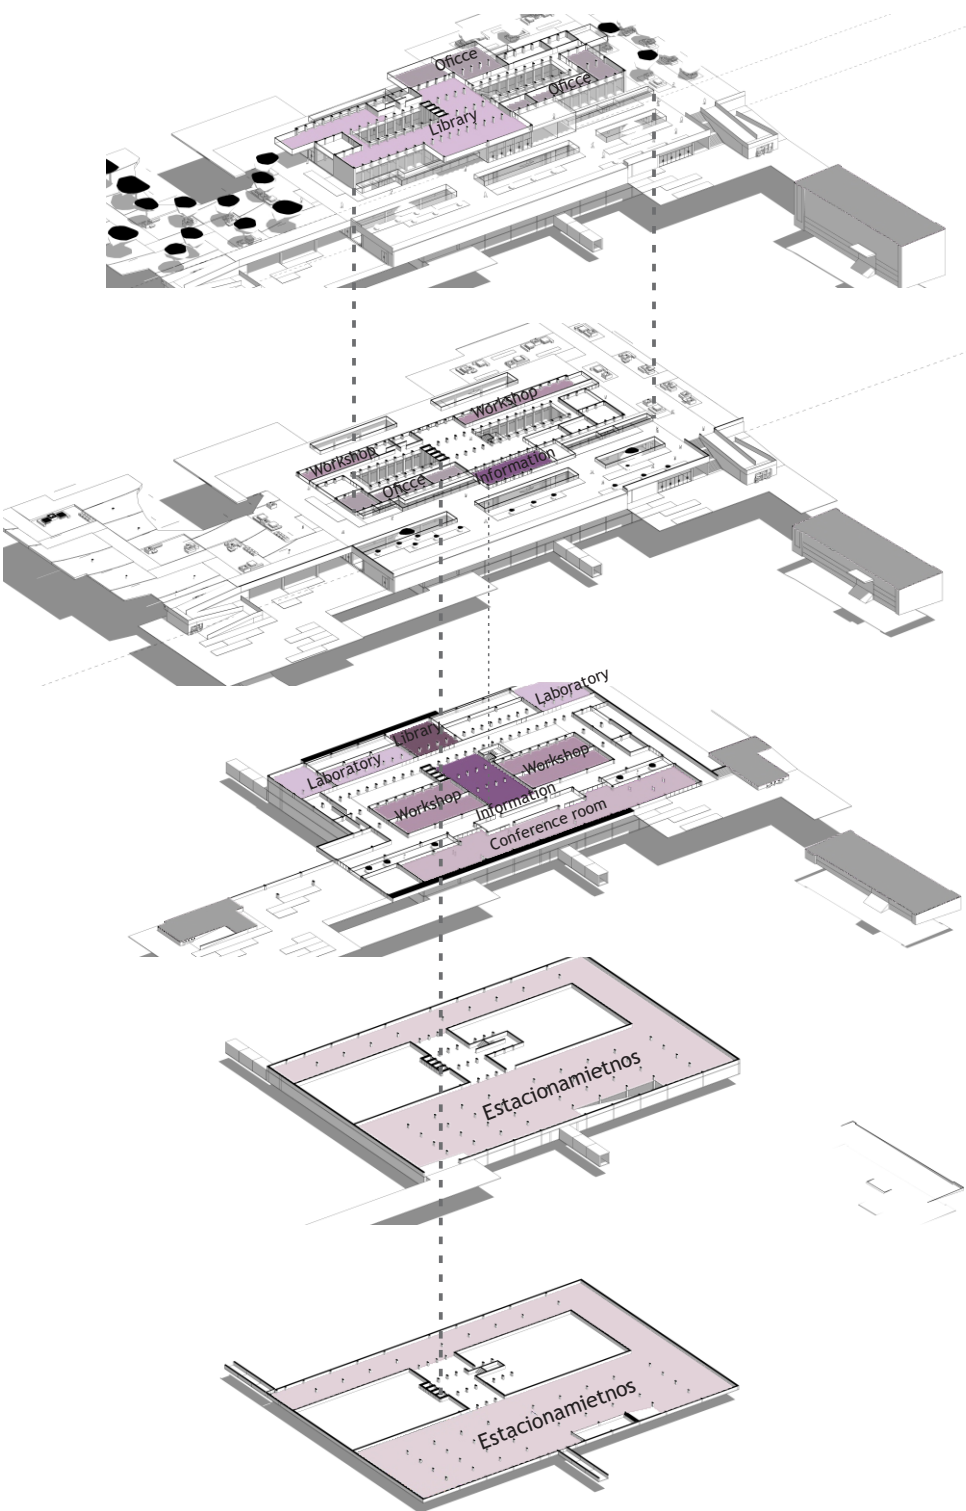 Oficce
Oficce
Library
Workshop
Workshop
Information
Oficce
Laboratory
Library
Laboratory
Workshop
Workshop
Information
Conference room
Estacionamietnos
Estacionamietnos